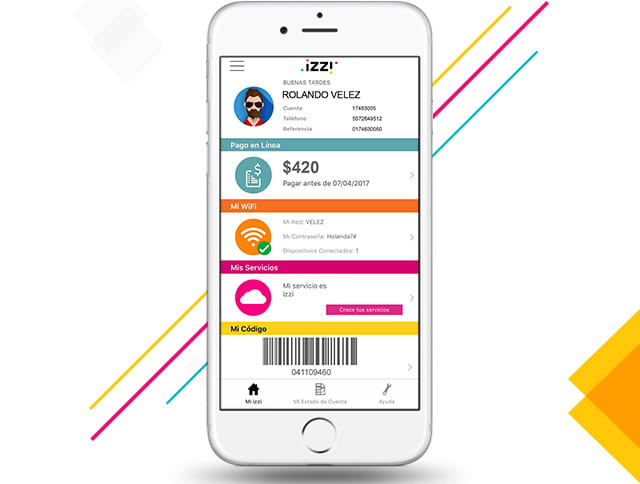 izzi
BUENAS TARDES
ROLANDO VELEZ
Cuenta 17463005
Teléfono 5572649512
Referencia 0174630050
Pago en Línea
$420
Pagar antes de 07/04/2017
Mi WiFi
Mi Red: VELEZ
Mi Contraseña: Holanda7#
Dispositivos Conectados: 1
Mis Servicios
Mi servicio es
izzi
Crece tus servicios
Mi Código
041109460
Mi izzi Mi Estado de Cuenta Ayuda